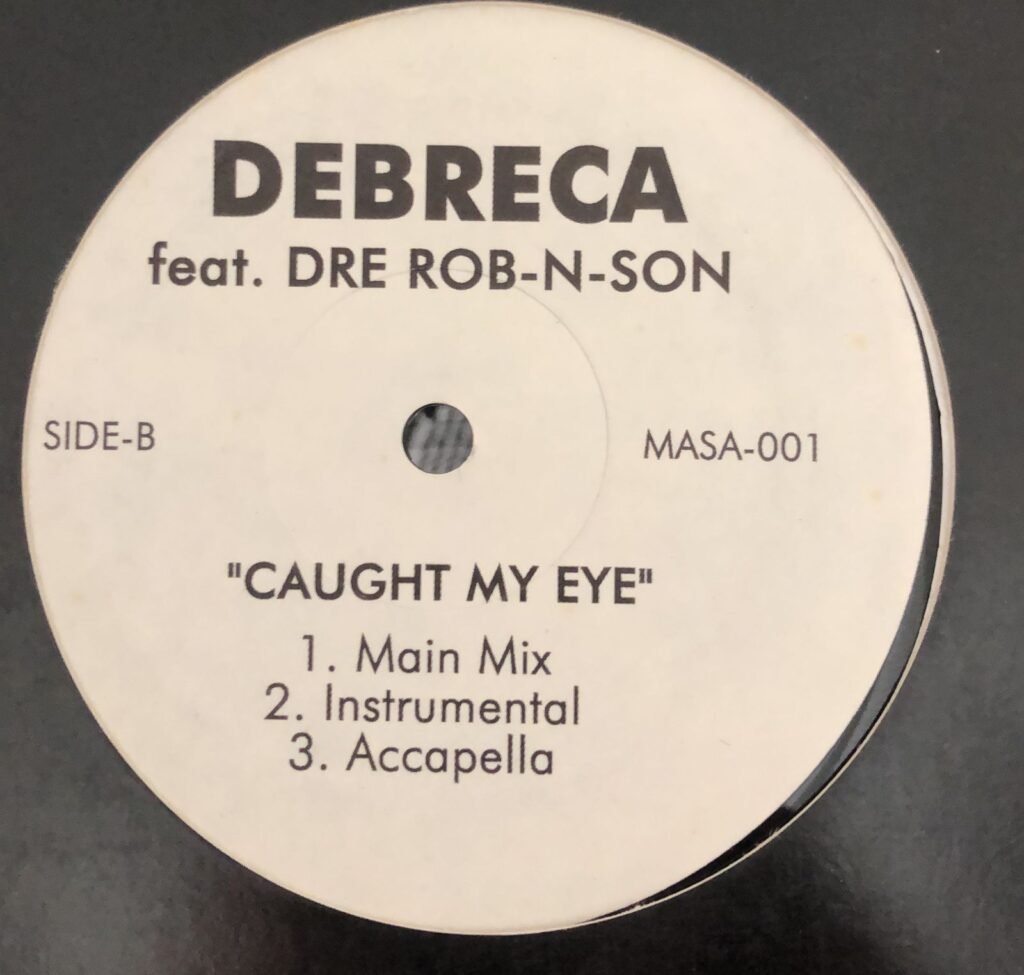 DEBRECA
feat. DRE ROB-N-SON
SIDE-B
MASA-001
"CAUGHT MY EYE"
1. Main Mix
2. Instrumental
3. Accapella